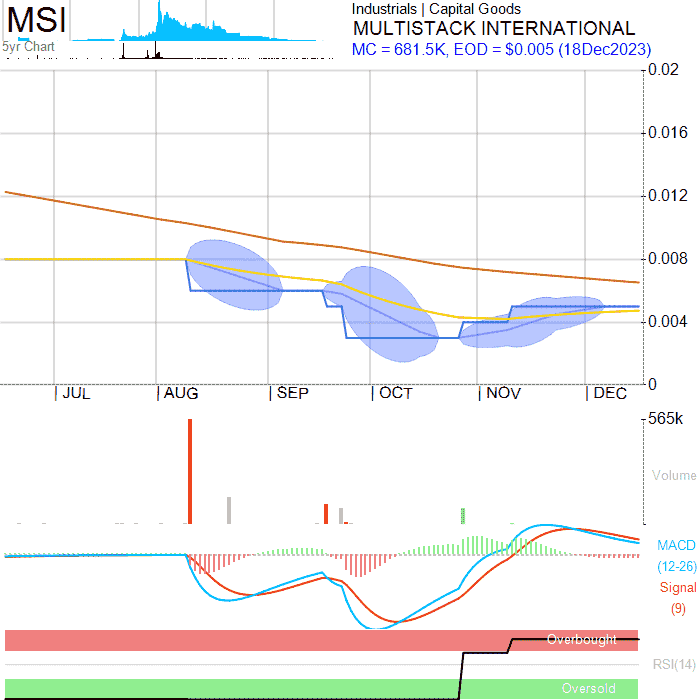 MSI
5yr Chart
Industrials | Capital Goods
MULTISTACK INTERNATIONAL
MC = 681.5K, EOD = $0.005 (18Dec2023)
0.02
0.016
0.012
0.008
0.004
0
JUL AUG SEP OCT NOV DEC
565k
Volume
MACD
(12-26)
Signal
(9)
Overbought
RSI(14)
Oversold